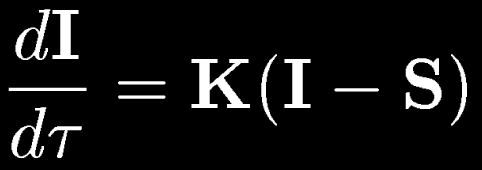 dI/dτ = K(I − S)